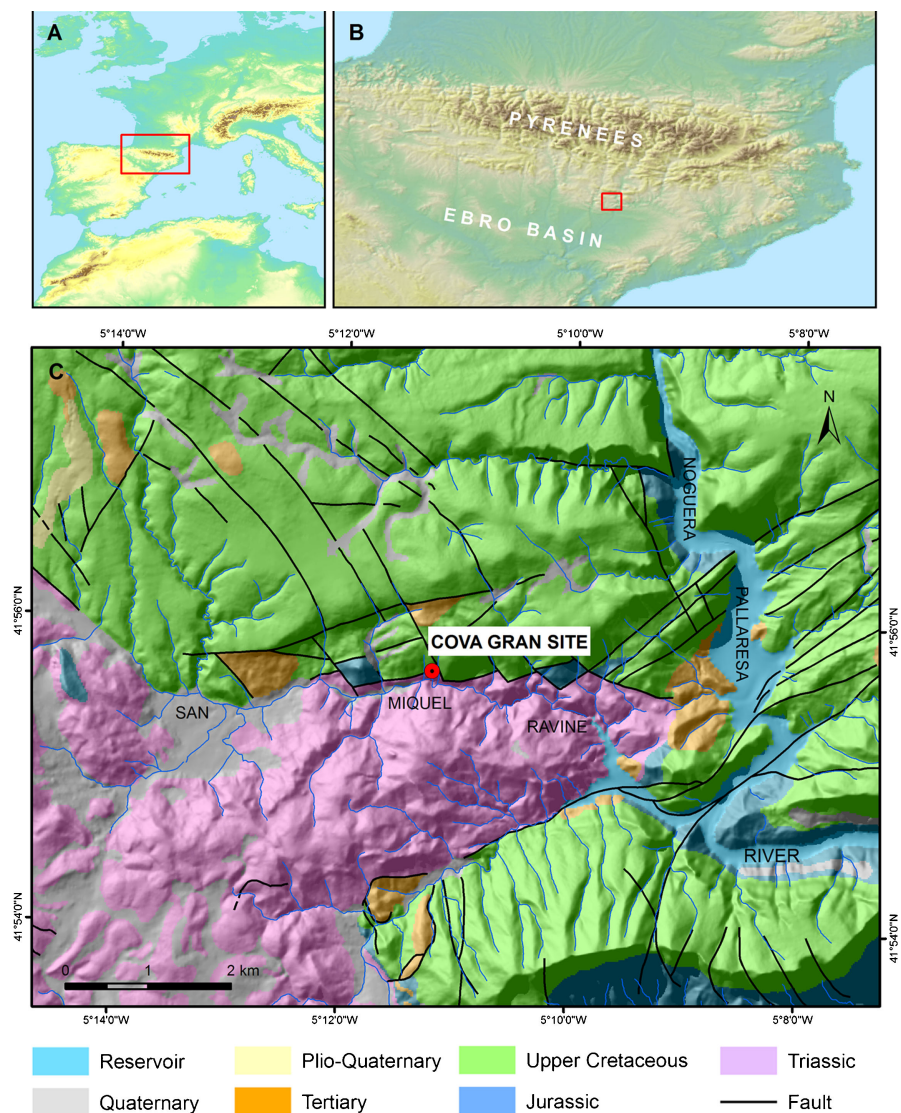 A
B
PYRENEES
EBRO BASIN
5°14'0"W 5°12'0"W 5°10'0"W 5°8'0"W
C
N
NOGUERA
PALLARESA
41°56'0"N
41°56'0"N
COVA GRAN SITE
SAN
MIQUEL
RAVINE
RIVER
41°54'0"N
41°54'0"N
0 1 2 km
5°14'0"W 5°12'0"W 5°10'0"W 5°8'0"W
Reservoir Plio-Quaternary Upper Cretaceous Triassic
Quaternary Tertiary Jurassic Fault